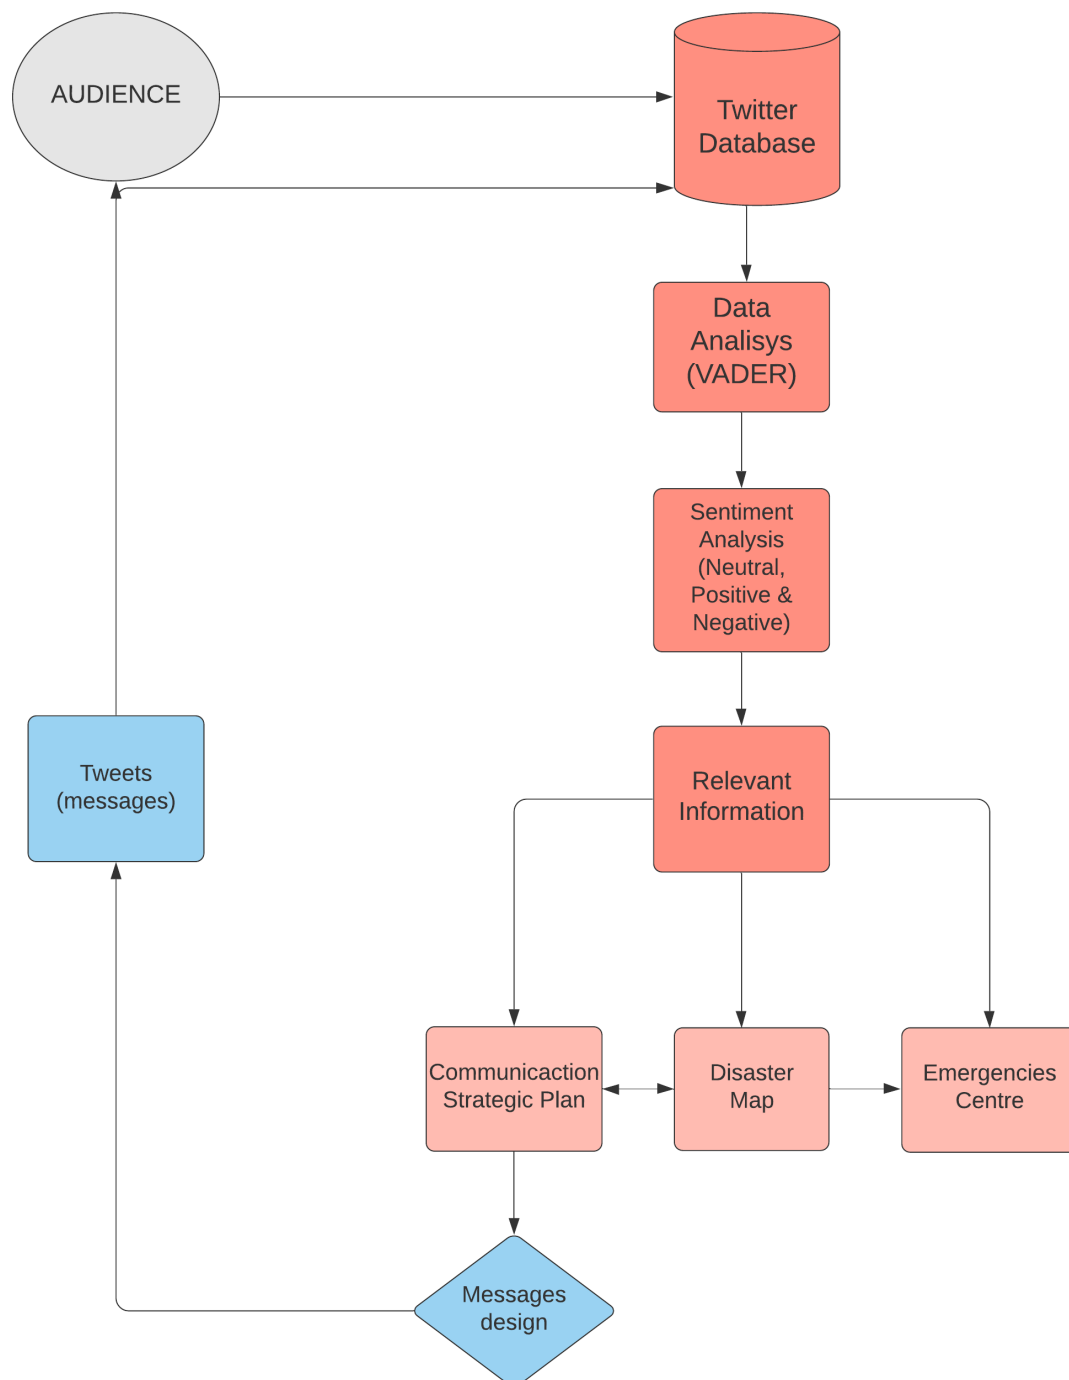 AUDIENCE
Twitter
Database
Data
Analisys
(VADER)
Sentiment
Analysis
(Neutral,
Positive &
Negative)
Tweets
(messages)
Relevant
Information
Communicaction
Strategic Plan
Disaster
Map
Emergencies
Centre
Messages
design